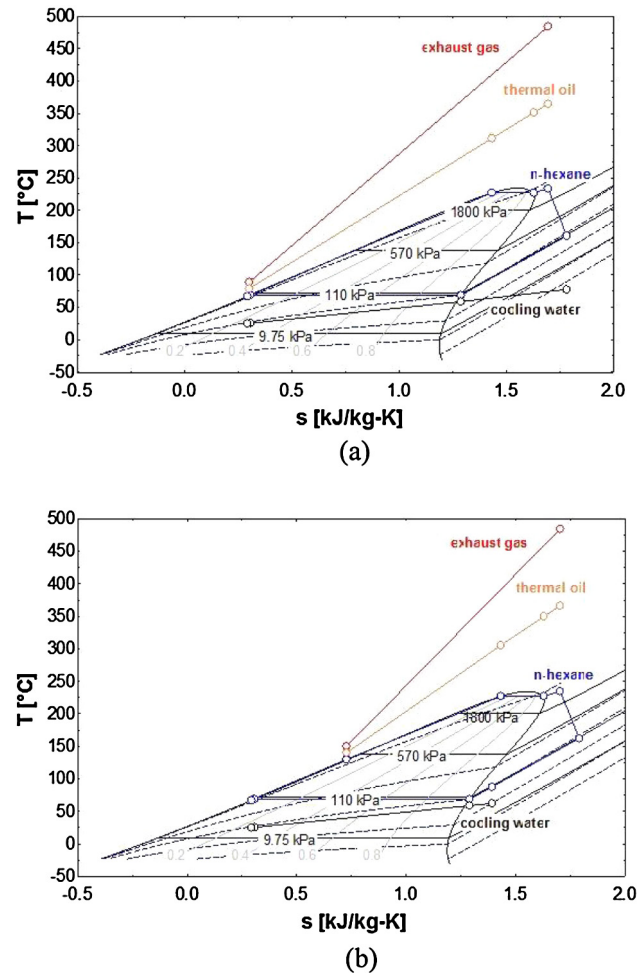 500
450
400
350
300
250
200
150
100
50
0
-50
T [°C]
exhaust gas
thermal oil
n-hexane
1800 kPa
570 kPa
110 kPa
9.75 kPa
cocling water
0.2
0.4
0.6
0.8
-0.5
0.0
0.5
1.0
1.5
2.0
s [kJ/kg-K]
(a)
500
450
400
350
300
250
200
150
100
50
0
-50
T [°C]
exhaust gas
thermal oil
n-hexane
1800 kPa
570 kPa
110 kPa
9.75 kPa
cocling water
0.2
0.4
0.6
0.8
-0.5
0.0
0.5
1.0
1.5
2.0
s [kJ/kg-K]
(b)